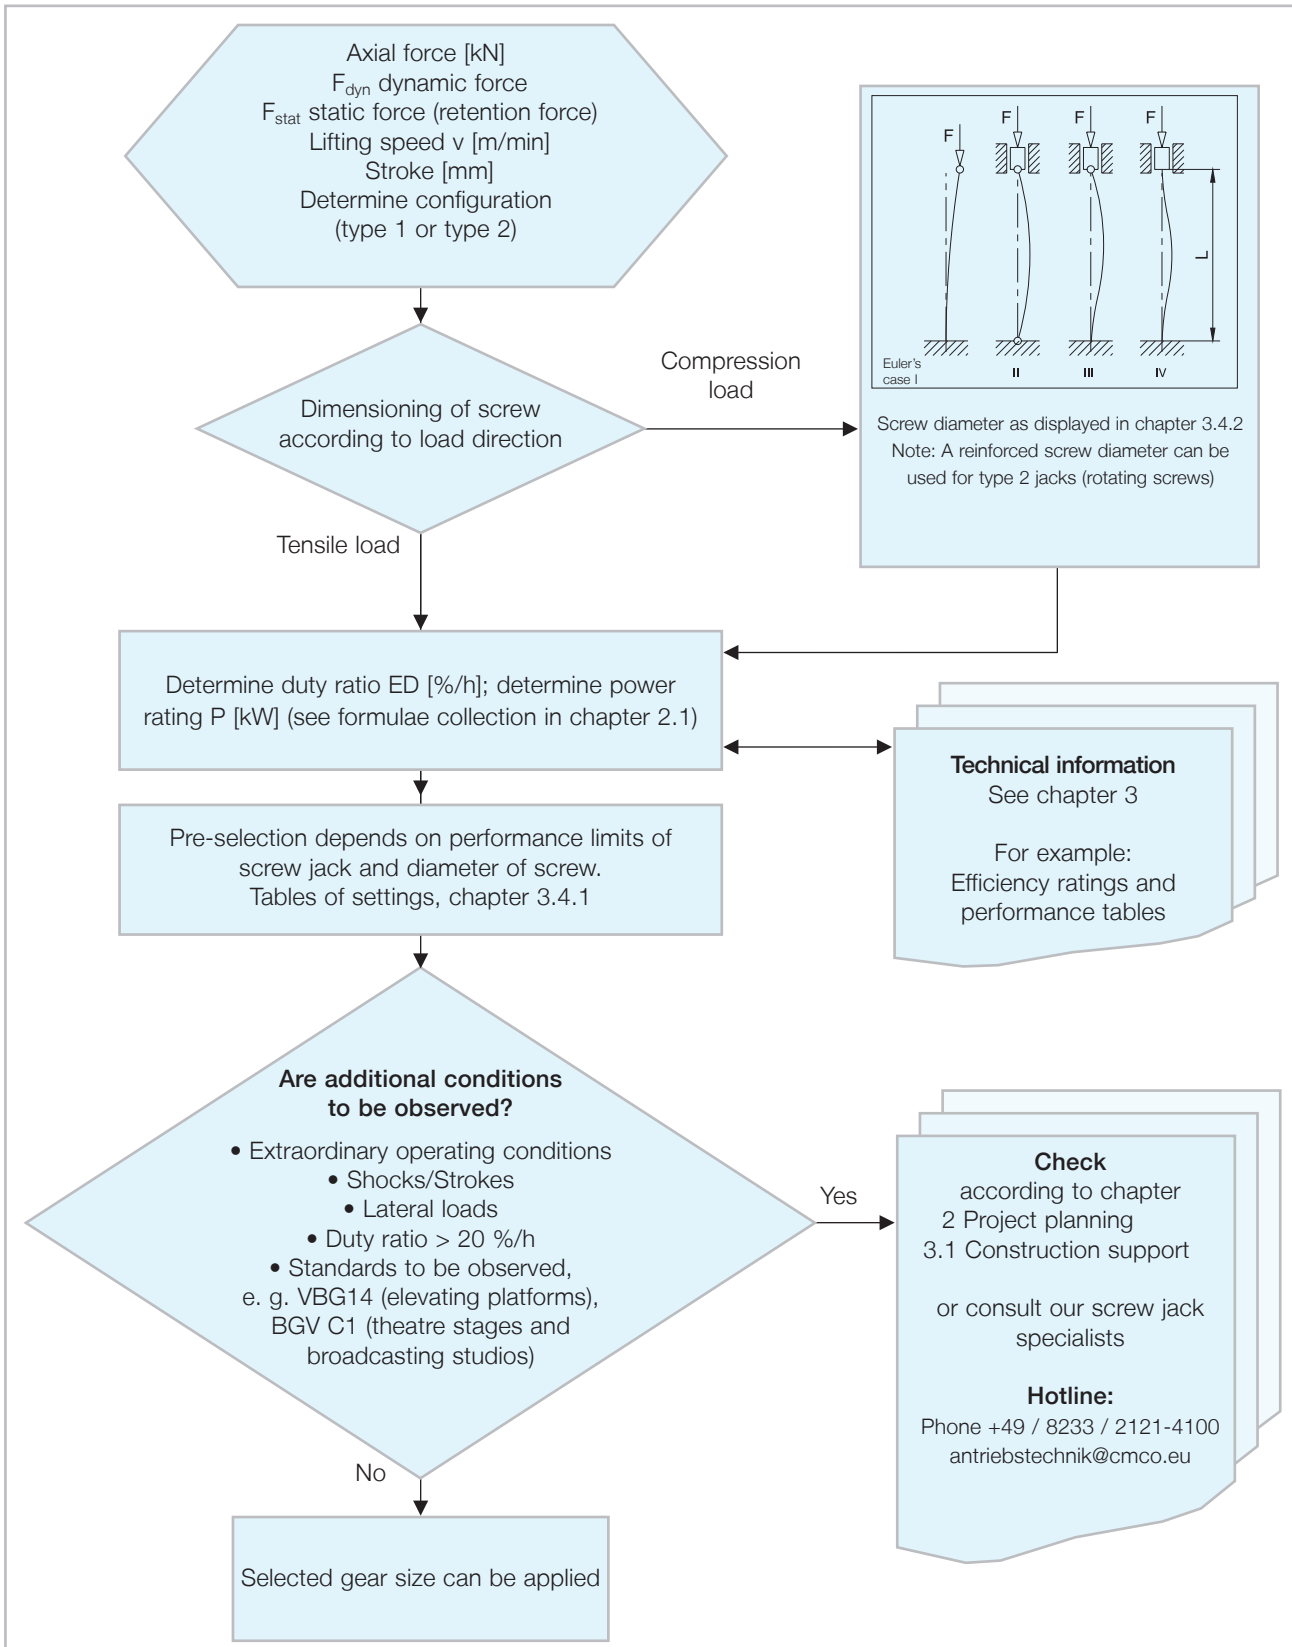 Axial force [kN]
Fdyn dynamic force
Fstat static force (retention force)
Lifting speed v [m/min]
Stroke [mm]
Determine configuration
(type 1 or type 2)
F
F
F
F
L
Euler's
case I
II
III
IV
Screw diameter as displayed in chapter 3.4.2
Note: A reinforced screw diameter can be
used for type 2 jacks (rotating screws)
Compression
load
Dimensioning of screw
according to load direction
Tensile load
Determine duty ratio ED [%/h]; determine power
rating P [kW] (see formulae collection in chapter 2.1)
Technical information
See chapter 3
For example:
Efficiency ratings and
performance tables
Pre-selection depends on performance limits of
screw jack and diameter of screw.
Tables of settings, chapter 3.4.1
Are additional conditions
to be observed?
• Extraordinary operating conditions
• Shocks/Strokes
• Lateral loads
• Duty ratio > 20 %/h
• Standards to be observed,
e. g. VBG14 (elevating platforms),
BGV C1 (theatre stages and
broadcasting studios)
Yes
Check
according to chapter
2 Project planning
3.1 Construction support
or consult our screw jack
specialists
Hotline:
Phone +49 / 8233 / 2121-4100
antriebstechnik@cmco.eu
No
Selected gear size can be applied